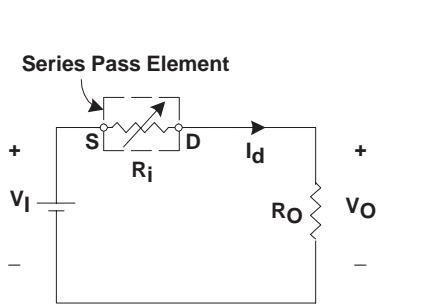 Series Pass Element
S
D
Ri
Id
+
VI
–
RO
+
VO
–